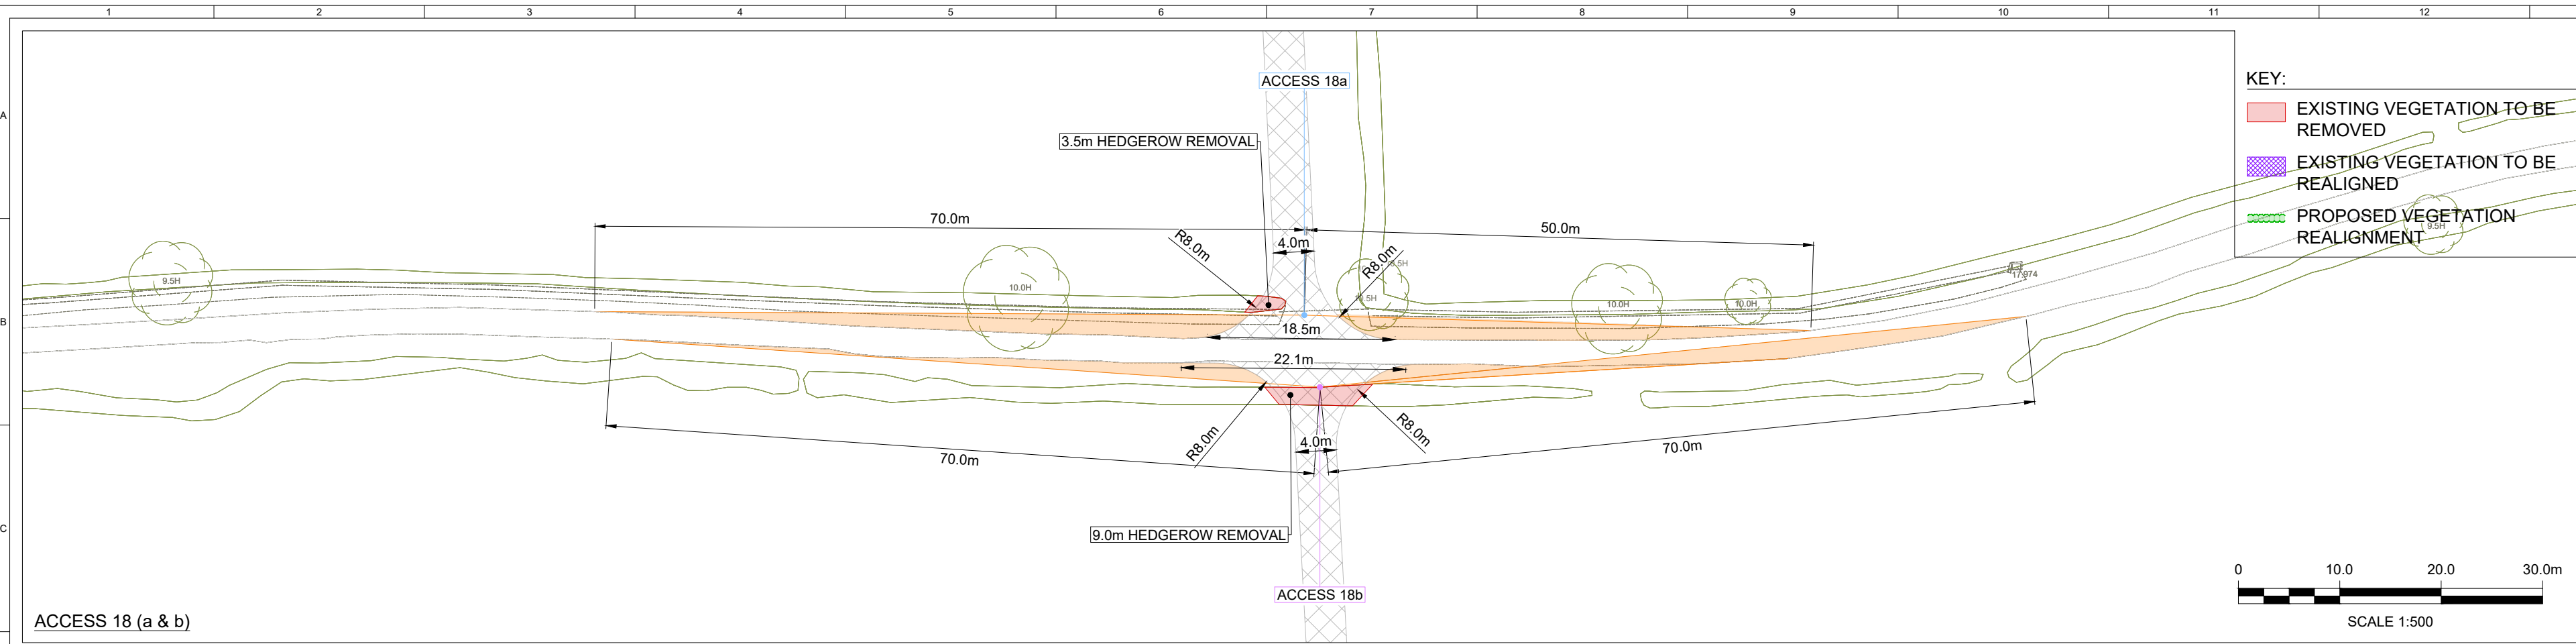 1 2 3 4 5 6 7 8 9 10 11 12
A
B
C
ACCESS 18a
3.5m HEDGEROW REMOVAL
70.0m
50.0m
R8.0m
4.0m
R8.0m
9.5H
10.0H
10.0H
10.0H
17.974
18.5m
22.1m
R8.0m
4.0m
R8.0m
70.0m
70.0m
9.0m HEDGEROW REMOVAL
ACCESS 18b
ACCESS 18 (a & b)
KEY:
EXISTING VEGETATION TO BE
REMOVED
EXISTING VEGETATION TO BE
REALIGNED
PROPOSED VEGETATION
REALIGNMENT
9.5H
0 10.0 20.0 30.0m
SCALE 1:500